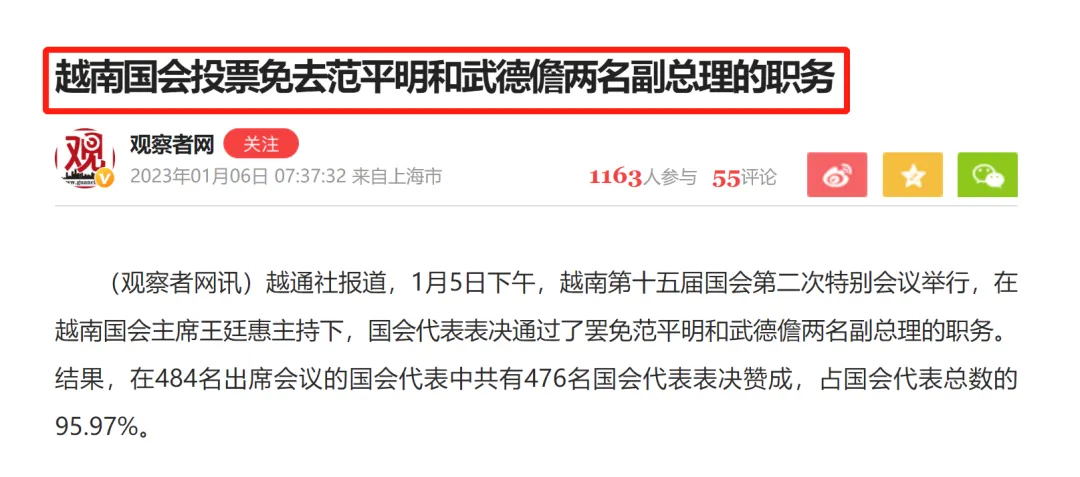 越南国会投票免去范平明和武德儋两名副总理的职务
观
观察者网 关注
2023年01月06日 07:37:32 来自上海市
1163人参与 55评论
（观察者网讯）越通社报道，1月5日下午，越南第十五届国会第二次特别会议举行，在
越南国会主席王廷惠主持下，国会代表表决通过了罢免范平明和武德儋两名副总理的职务。
结果，在484名出席会议的国会代表中共有476名国会代表表决赞成，占国会代表总数的
95.97%。